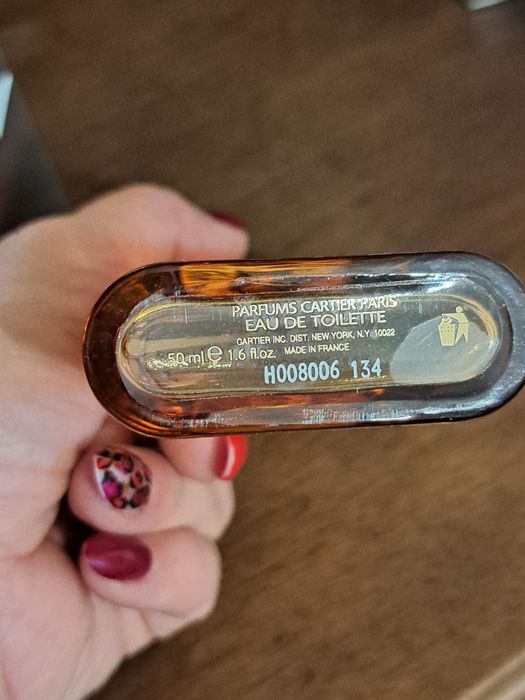 PARFUMS CARTIER PARIS
EAU DE TOILETTE
CARTIER INC. DIST. NEW YORK, N.Y. 10022
50 ml ℮ 1.6 fl.oz. MADE IN FRANCE
H008006 134